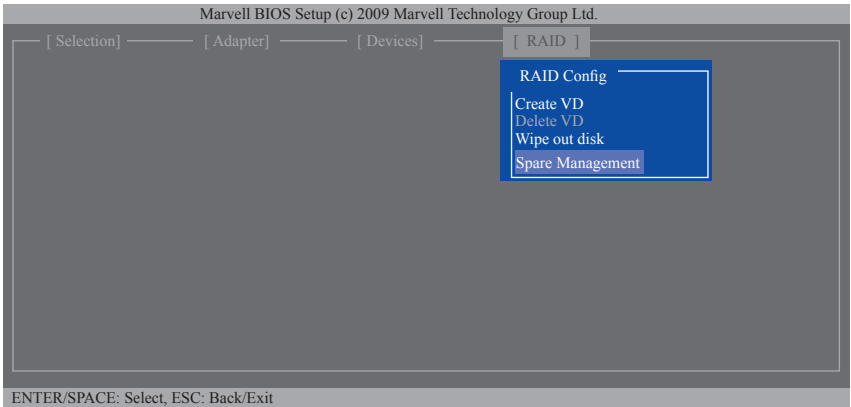 Marvell BIOS Setup (c) 2009 Marvell Technology Group Ltd.
[ Selection] [ Adapter] [ Devices] [ RAID ]
RAID Config
Create VD
Delete VD
Wipe out disk
Spare Management
ENTER/SPACE: Select, ESC: Back/Exit